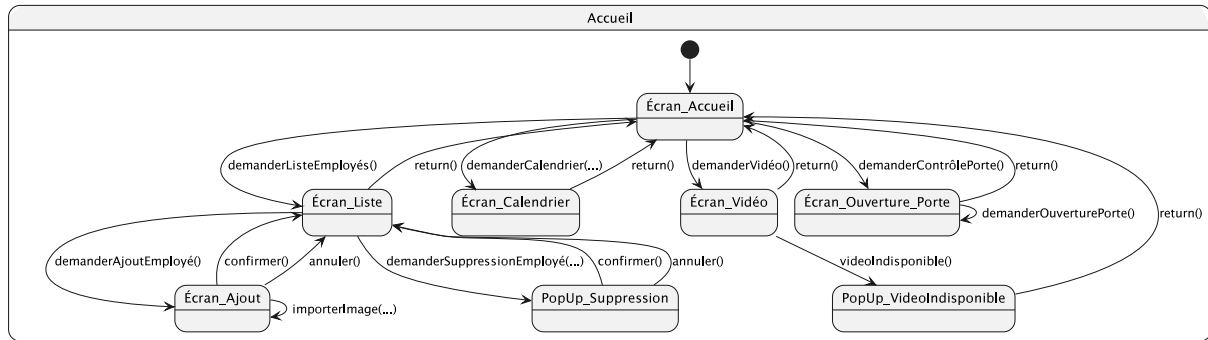 Accueil
Écran_Accueil
demanderListeEmployés()
return()
demanderCalendrier(...)
return()
demanderVidéo()
return()
demanderContrôlePorte()
return()
Écran_Liste
Écran_Calendrier
Écran_Vidéo
Écran_Ouverture_Porte
demanderOuverturePorte()
return()
demanderAjoutEmployé()
confirmer()
annuler()
demanderSuppressionEmployé(...)
confirmer()
annuler()
videoIndisponible()
Écran_Ajout
importerImage(...)
PopUp_Suppression
PopUp_VideoIndisponible